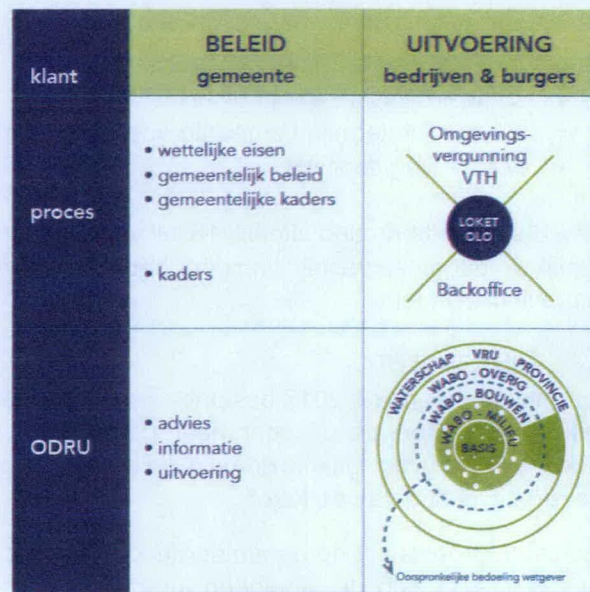 klant
BELEID
gemeente
UITVOERING
bedrijven & burgers
proces
• wettelijke eisen
• gemeentelijk beleid
• gemeentelijke kaders
• kaders
Omgevings-
vergunning
VTH
LOKET
OLO
Backoffice
ODRU
• advies
• informatie
• uitvoering
WATERSCHAP VRU PROVINCIE
WABO - OVERIG
WABO - BOUWEN
WABO - MILIEU
BASIS
Oorspronkelijke bedoeling wetgever